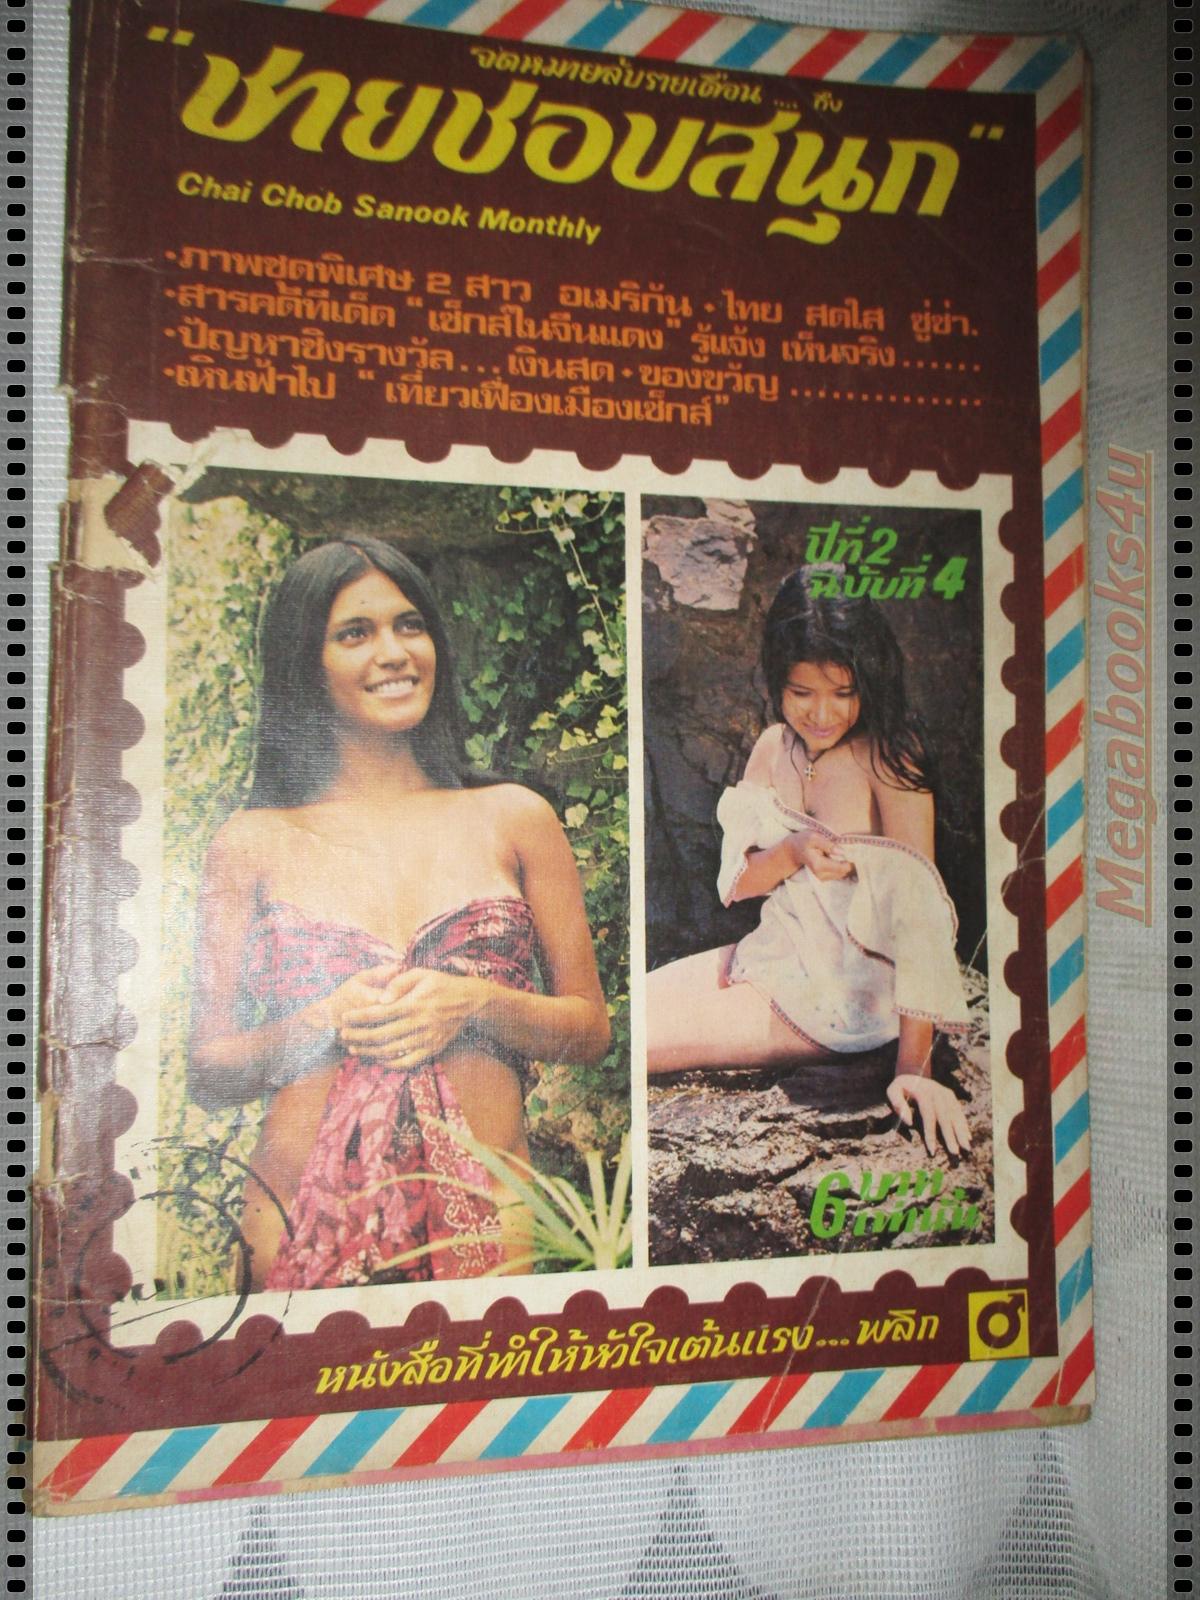 จดหมายลับรายเดือน .... ถึง
"ชายชอบสนุก"
Chai Chob Sanook Monthly
•ภาพชุดพิเศษ 2 สาว อเมริกัน • ไทย สดใส ซู่ซ่า.
•สารคดีทีเด็ด "เซ็กส์ในจีนแดง" รู้แจ้ง เห็นจริง......
•ปัญหาชิงรางวัล...เงินสด • ของขวัญ ...............
•เหินฟ้าไป "เที่ยวเฟื่องเมืองเซ็กส์"
ปีที่ 2
ฉบับที่ 4
6 บาท
เท่านั้น
หนังสือที่ทำให้หัวใจเต้นแรง...พลิก
Megabooks4u